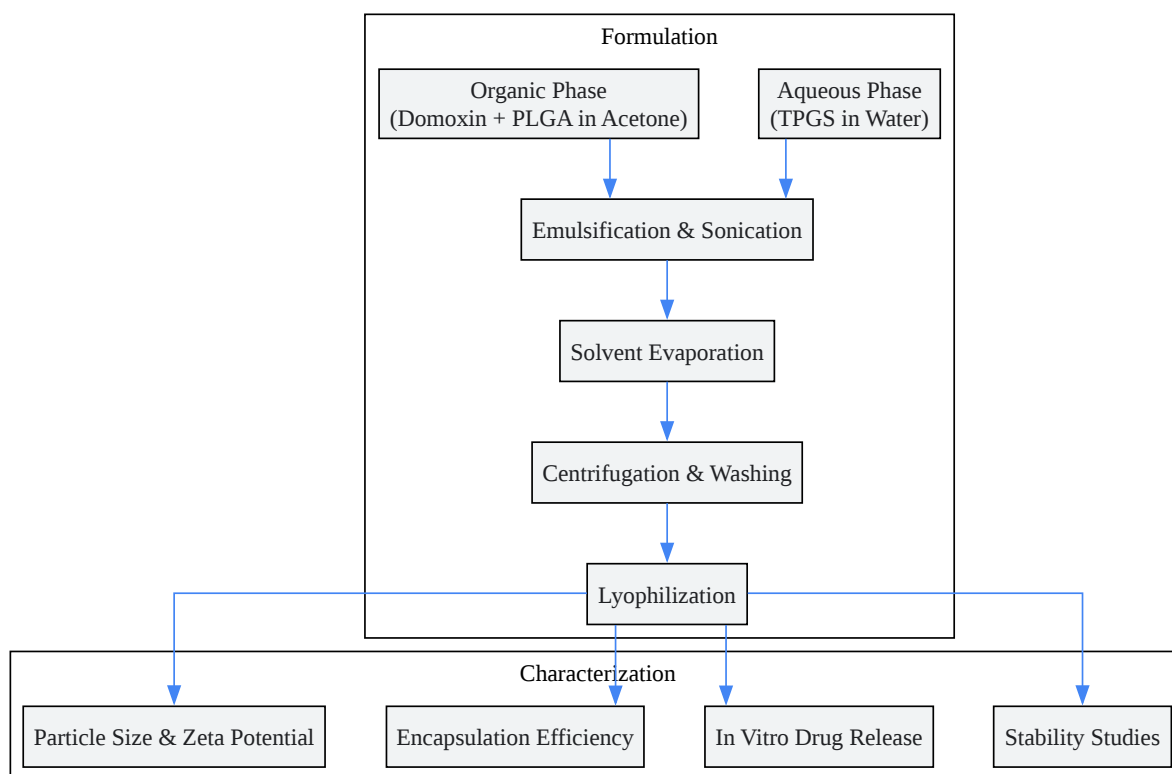 Formulation
Organic Phase
(Domoxin + PLGA in Acetone)
Aqueous Phase
(TPGS in Water)
Emulsification & Sonication
Solvent Evaporation
Centrifugation & Washing
Lyophilization
Characterization
Particle Size & Zeta Potential
Encapsulation Efficiency
In Vitro Drug Release
Stability Studies